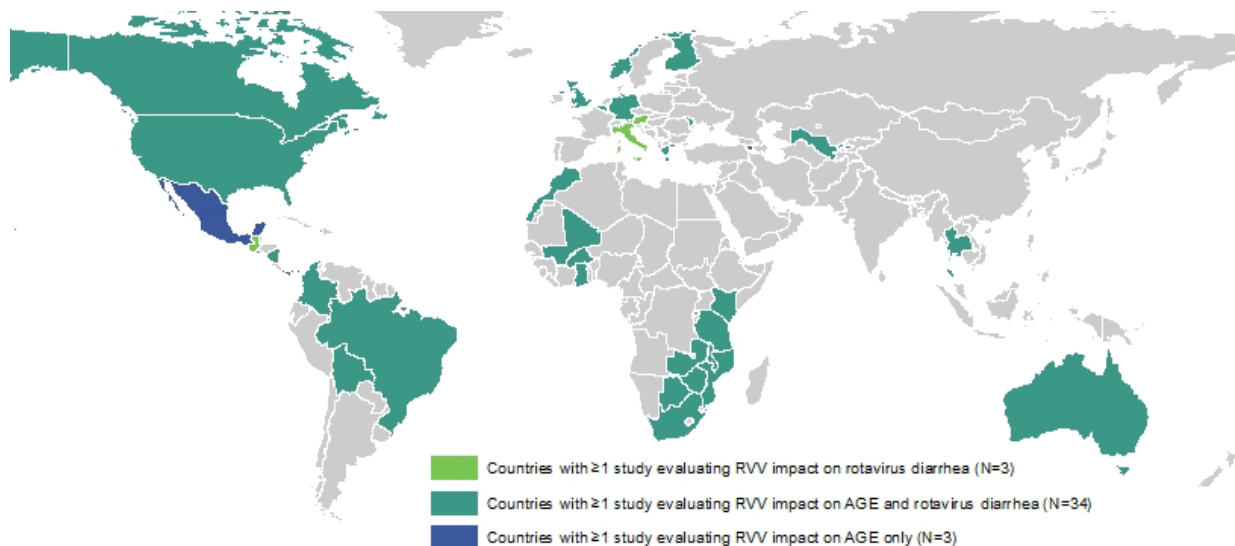 Countries with ≥1 study evaluating RVV impact on rotavirus diarrhea (N=3)
Countries with ≥1 study evaluating RVV impact on AGE and rotavirus diarrhea (N=34)
Countries with ≥1 study evaluating RVV impact on AGE only (N=3)